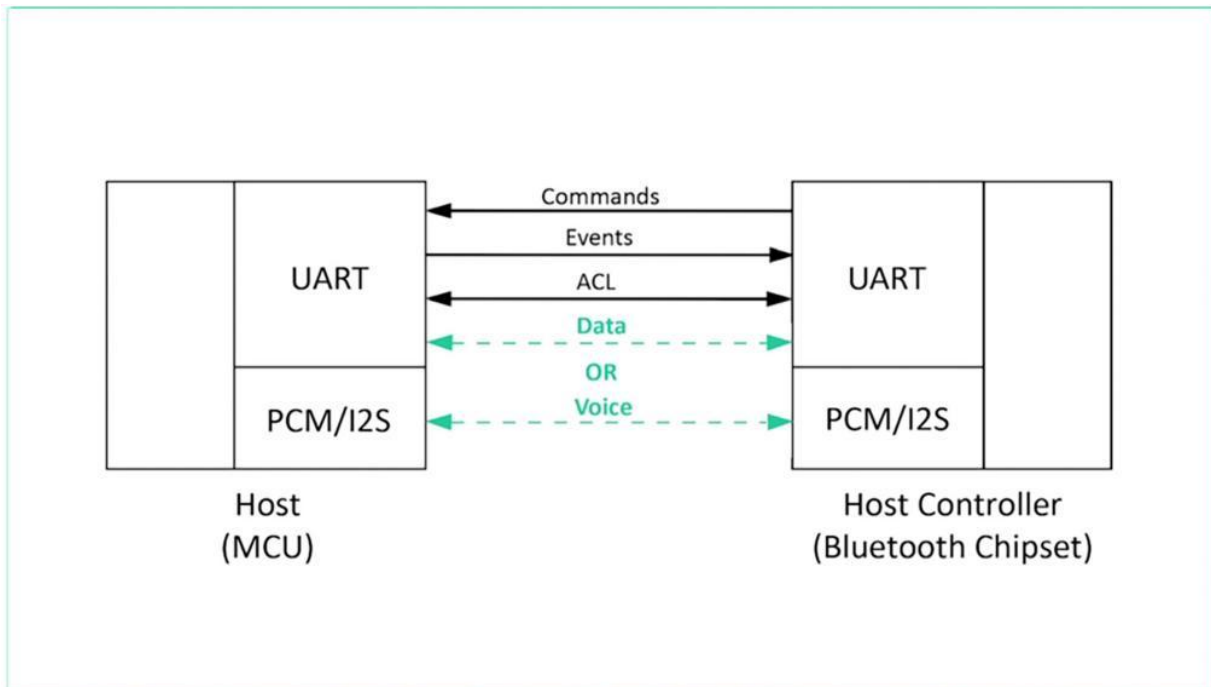 Commands
Events
UART
ACL
UART
Data
OR
Voice
PCM/I2S
PCM/I2S
Host
(MCU)
Host Controller
(Bluetooth Chipset)